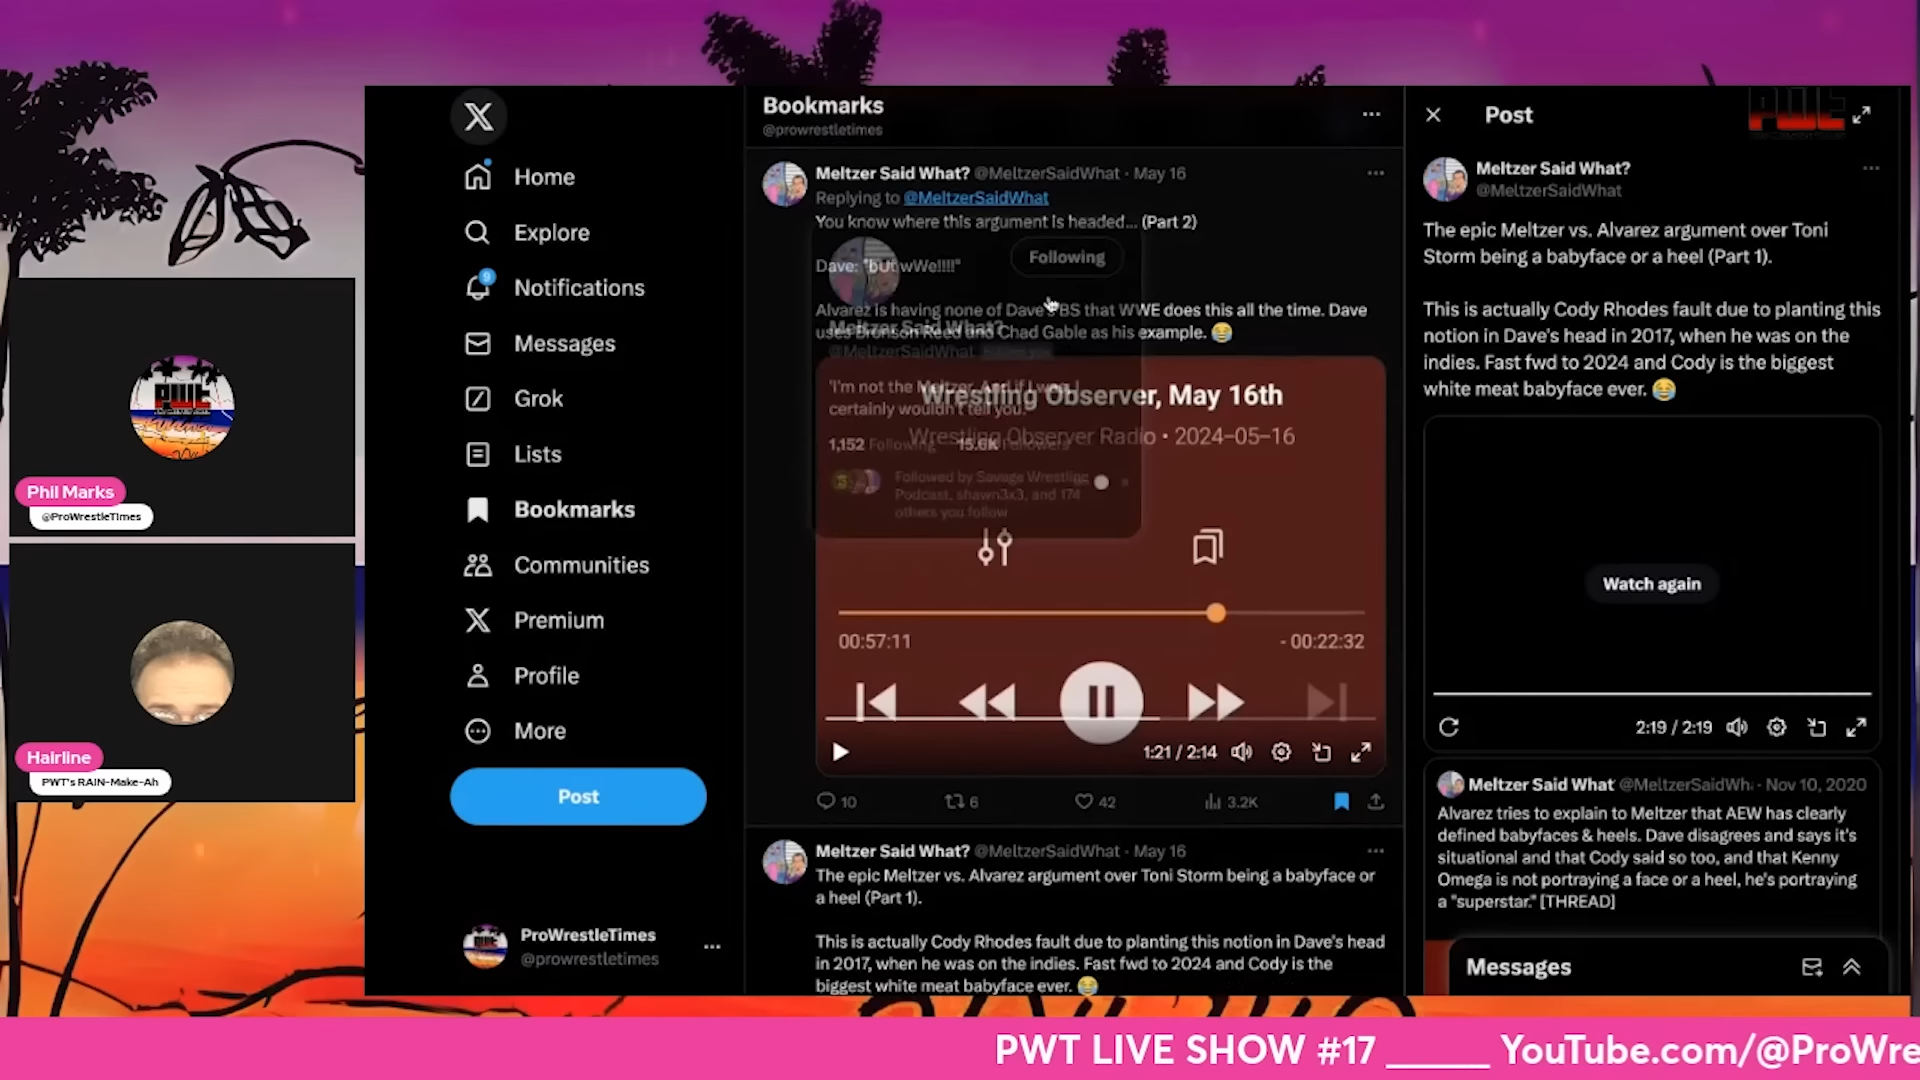 Phil Marks
@ProWrestleTimes
Hairline
PWT's RAIN-Make-Ah
X
Home
Explore
9
Notifications
Messages
Grok
Lists
Bookmarks
Communities
Premium
Profile
More
Post
ProWrestleTimes
@prowrestletimes
Bookmarks
@prowrestletimes
Meltzer Said What? @MeltzerSaidWhat · May 16
Replying to @MeltzerSaidWhat
You know where this argument is headed... (Part 2)
Dave: "bUt wWe!!!!"
Following
Alvarez is having none of Dave's BS that WWE does this all the time. Dave
uses Bronson Reed and Chad Gable as his example. 😂
Meltzer Said What?
@MeltzerSaidWhat
'I'm not the Meltzer. And if I was, I
certainly wouldn't tell you.'
1,152 Following 15.6K Followers
Followed by Savage Wrestling
Podcast, shawn3x3, and 174
others you follow
Wrestling Observer, May 16th
Wrestling Observer Radio • 2024-05-16
00:57:11
- 00:22:32
1:21 / 2:14
10
6
42
3.2K
Meltzer Said What? @MeltzerSaidWhat · May 16
The epic Meltzer vs. Alvarez argument over Toni Storm being a babyface or
a heel (Part 1).
This is actually Cody Rhodes fault due to planting this notion in Dave's head
in 2017, when he was on the indies. Fast fwd to 2024 and Cody is the
biggest white meat babyface ever. 😂
Post
Meltzer Said What?
@MeltzerSaidWhat
The epic Meltzer vs. Alvarez argument over Toni
Storm being a babyface or a heel (Part 1).
This is actually Cody Rhodes fault due to planting this
notion in Dave's head in 2017, when he was on the
indies. Fast fwd to 2024 and Cody is the biggest
white meat babyface ever. 😂
Watch again
2:19 / 2:19
Meltzer Said What @MeltzerSaidWh · Nov 10, 2020
Alvarez tries to explain to Meltzer that AEW has clearly
defined babyfaces & heels. Dave disagrees and says it's
situational and that Cody said so too, and that Kenny
Omega is not portraying a face or a heel, he's portraying
a "superstar." [THREAD]
Messages
PWT LIVE SHOW #17 ______ YouTube.com/@ProWre